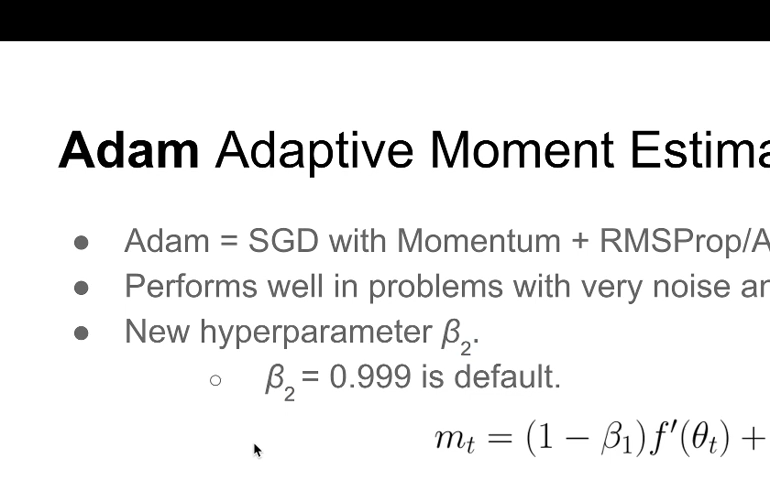 Adam Adaptive Moment Estima
● Adam = SGD with Momentum + RMSProp/A
● Performs well in problems with very noise an
● New hyperparameter β₂.
○ β₂ = 0.999 is default.
mₜ = (1 − β₁)f′(θₜ) +